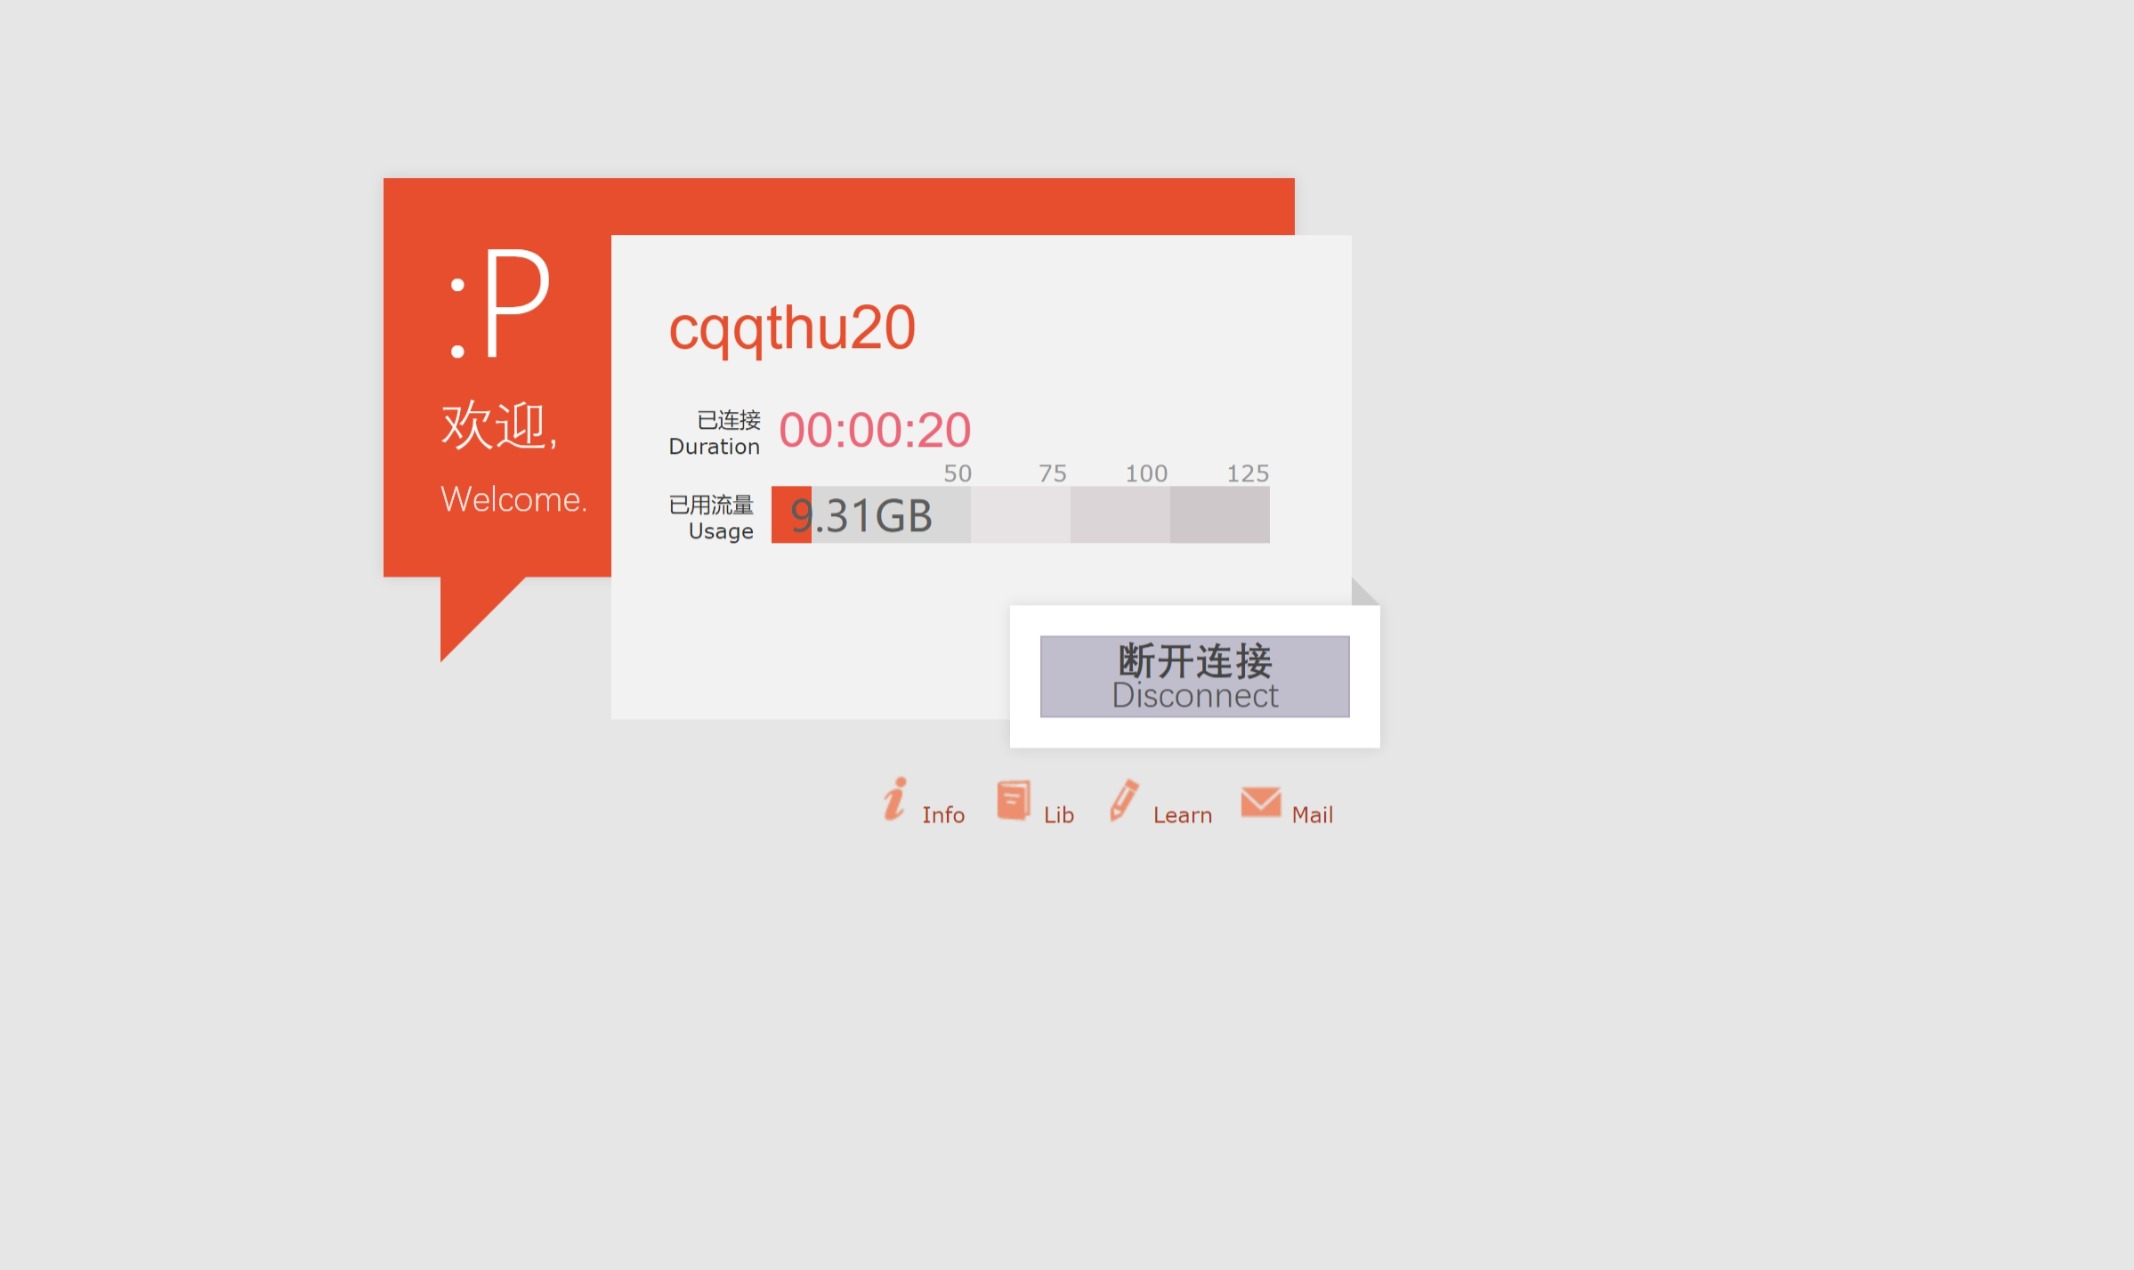 :P
欢迎,
Welcome.
cqqthu20
已连接
Duration
00:00:20
50 75 100 125
已用流量
Usage
9.31GB
断开连接
Disconnect
Info Lib Learn Mail